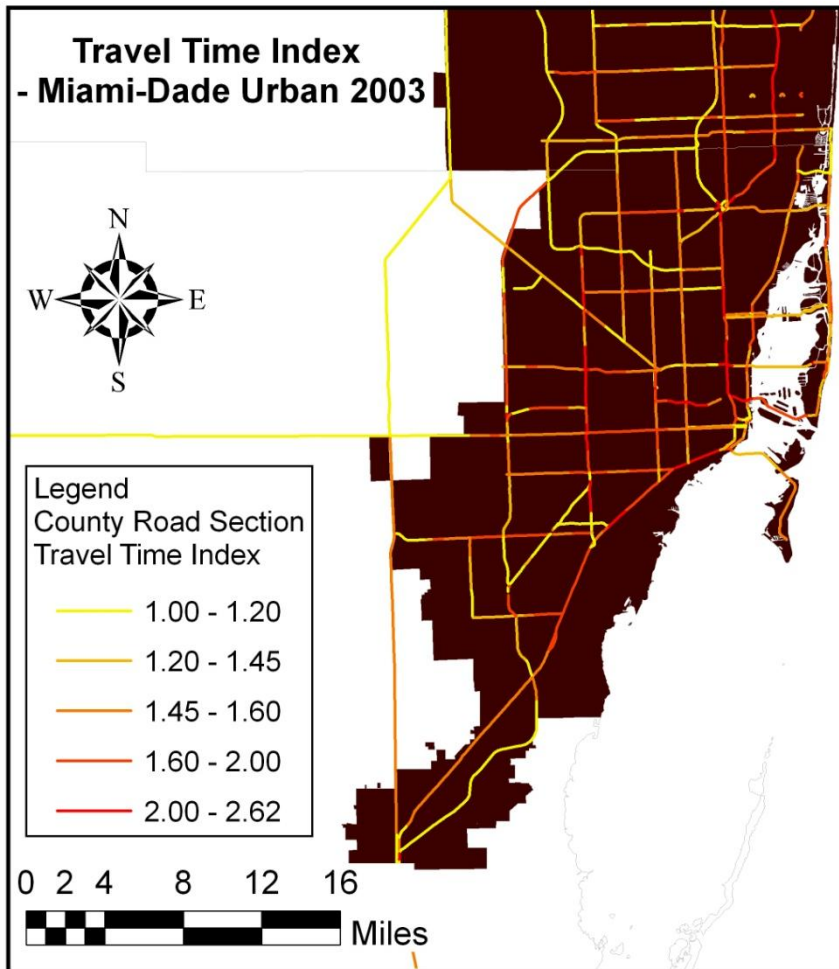 Travel Time Index
- Miami-Dade Urban 2003
N
W E
S
Legend
County Road Section
Travel Time Index
1.00 - 1.20
1.20 - 1.45
1.45 - 1.60
1.60 - 2.00
2.00 - 2.62
0 2 4 8 12 16
Miles